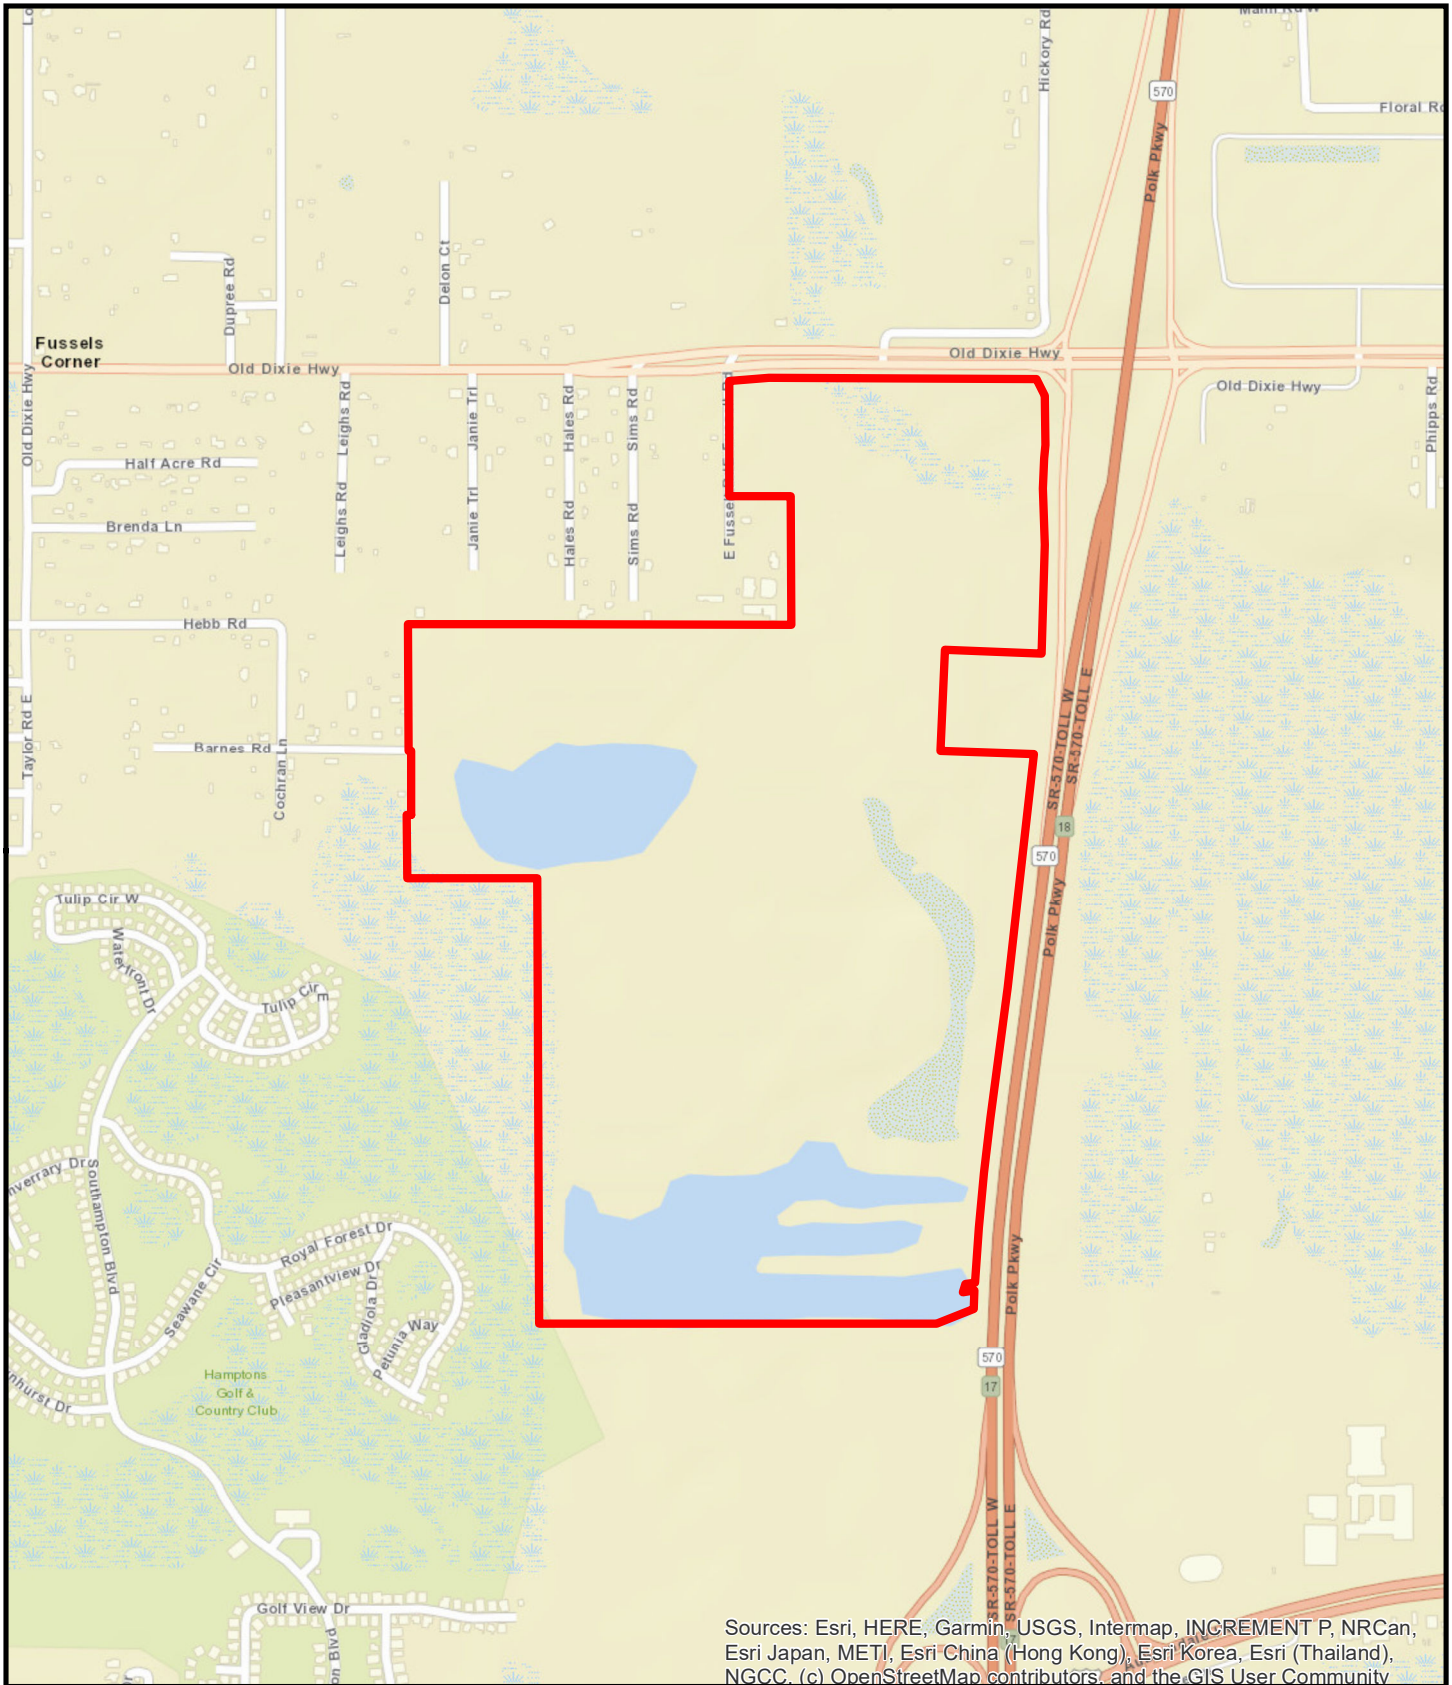 Hickory Rd
570
Floral Rd
Polk Pkwy
Delon Ct
Dupree Rd
Fussels
Corner
Old Dixie Hwy
Old Dixie Hwy
Old Dixie Hwy
Old Dixie Hwy
Phipps Rd
Leighs Rd
Janie Trl
Hales Rd
Sims Rd
Half Acre Rd
Brenda Ln
Leighs Rd
Janie Trl
Hales Rd
Sims Rd
E Fussell Rd
Hebb Rd
Taylor Rd E
Barnes Rd
Cochran Ln
SR-570-TOLL W
SR-570-TOLL E
18
570
Polk Pkwy
Tulip Cir W
Waterfront Dr
Tulip Cir E
Southampton Blvd
Royal Forest Dr
Pleasantview Dr
Seawane Cir
Gladiola Dr
Petunia Way
Polk Pkwy
570
17
Hamptons
Golf &
Country Club
SR-570-TOLL W
SR-570-TOLL E
Golf View Dr
Sources: Esri, HERE, Garmin, USGS, Intermap, INCREMENT P, NRCan,
Esri Japan, METI, Esri China (Hong Kong), Esri Korea, Esri (Thailand),
NGCC, (c) OpenStreetMap contributors, and the GIS User Community